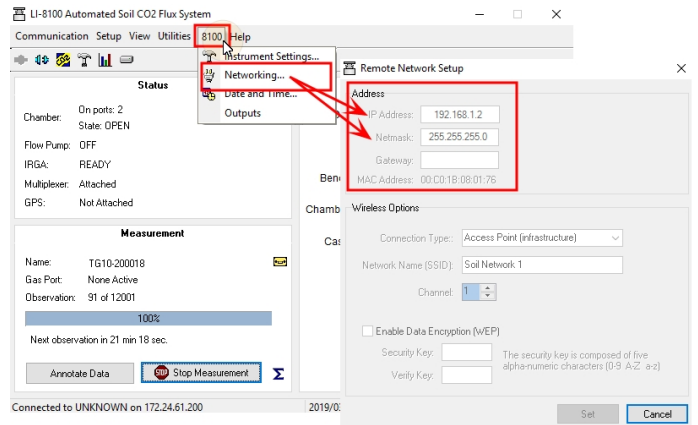 LI-8100 Automated Soil CO2 Flux System
Communication Setup View Utilities 8100 Help
Instrument Settings...
Networking...
Date and Time...
Outputs
Status
Chamber: On ports: 2
State: OPEN
Flow Pump: OFF
IRGA: READY
Multiplexer: Attached
GPS: Not Attached
Measurement
Name: TG10-200018
Gas Port: None Active
Observation: 91 of 12001
100%
Next observation in 21 min 18 sec.
Annotate Data
Stop Measurement
Σ
Connected to UNKNOWN on 172.24.61.200
2019/0
Remote Network Setup
Address
IP Address: 192.168.1.2
Netmask: 255.255.255.0
Gateway:
MAC Address: 00:C0:1B:08:01:76
Wireless Options
Connection Type:: Access Point (infrastructure)
Network Name (SSID): Soil Network 1
Channel: 1
Enable Data Encryption (WEP)
Security Key:
The security key is composed of five
alpha-numeric characters (0-9 A-Z a-z)
Verify Key:
Set
Cancel